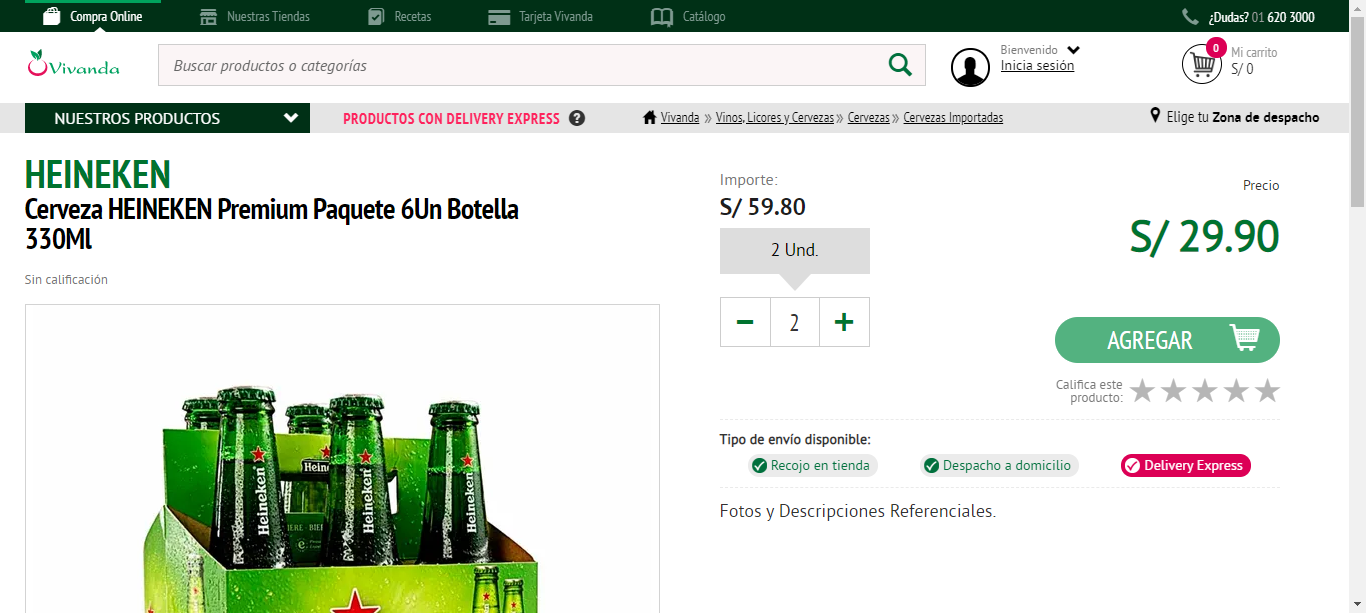 Compra Online
Nuestras Tiendas
Recetas
Tarjeta Vivanda
Catálogo
¿Dudas? 01 620 3000
Vivanda
Buscar productos o categorías
Bienvenido
Inicia sesión
0
Mi carrito
S/ 0
NUESTROS PRODUCTOS
PRODUCTOS CON DELIVERY EXPRESS ?
Vivanda » Vinos, Licores y Cervezas » Cervezas » Cervezas Importadas
Elige tu Zona de despacho
HEINEKEN
Cerveza HEINEKEN Premium Paquete 6Un Botella
330Ml
Sin calificación
Importe:
S/ 59.80
2 Und.
− 2 +
Precio
S/ 29.90
AGREGAR
Califica este
producto:
Tipo de envío disponible:
Recojo en tienda
Despacho a domicilio
Delivery Express
Fotos y Descripciones Referenciales.
Heineken
Heineken
Heineken